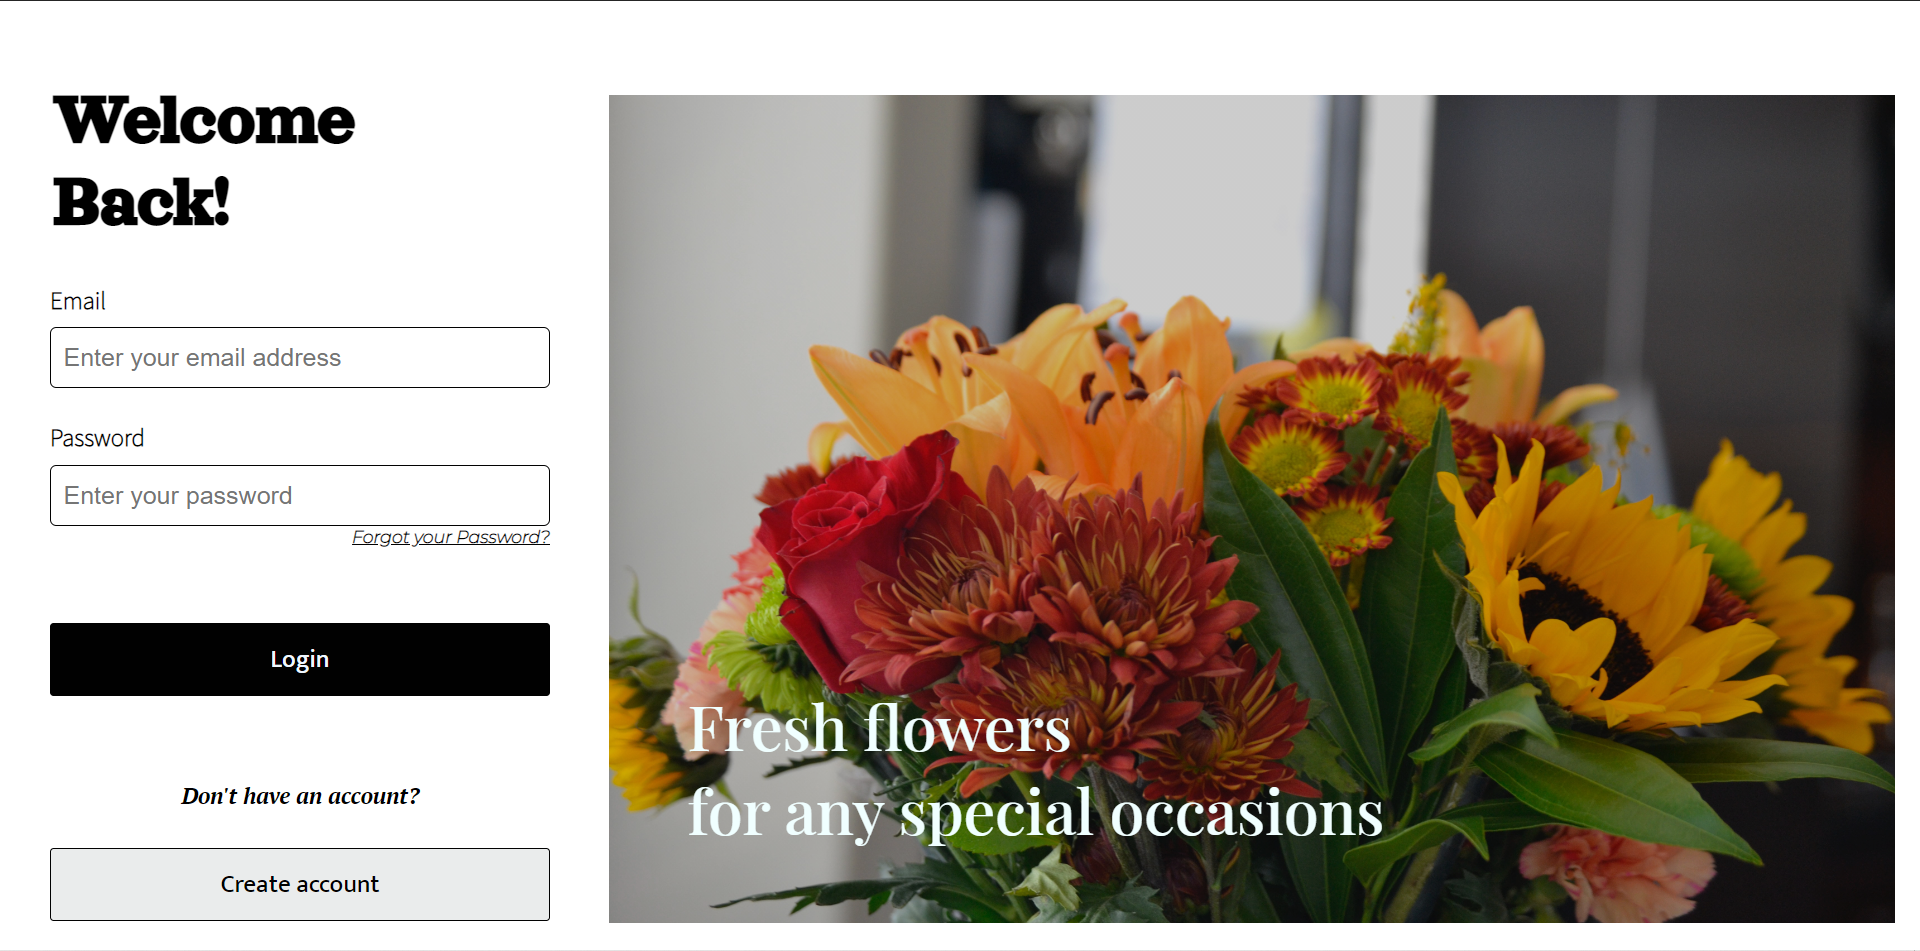 Welcome
Back!
Email
Enter your email address
Password
Enter your password
Forgot your Password?
Login
Don't have an account?
Create account
Fresh flowers
for any special occasions